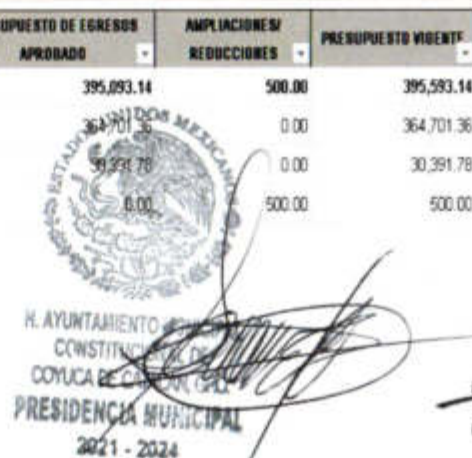 UPUESTO DE EGRESOS APROBADO
AMPLIACIONES/ REDUCCIONES
PRESUPUESTO VIGENTE
395,093.14 500.00 395,593.14
364,701.36 0.00 364,701.36
30,391.78 0.00 30,391.78
0.00 500.00 500.00
ESTADOS UNIDOS MEXICANOS
H. AYUNTAMIENTO
CONSTITUCIONAL DE
COYUCA DE
PRESIDENCIA MUNICIPAL
2021 - 2024